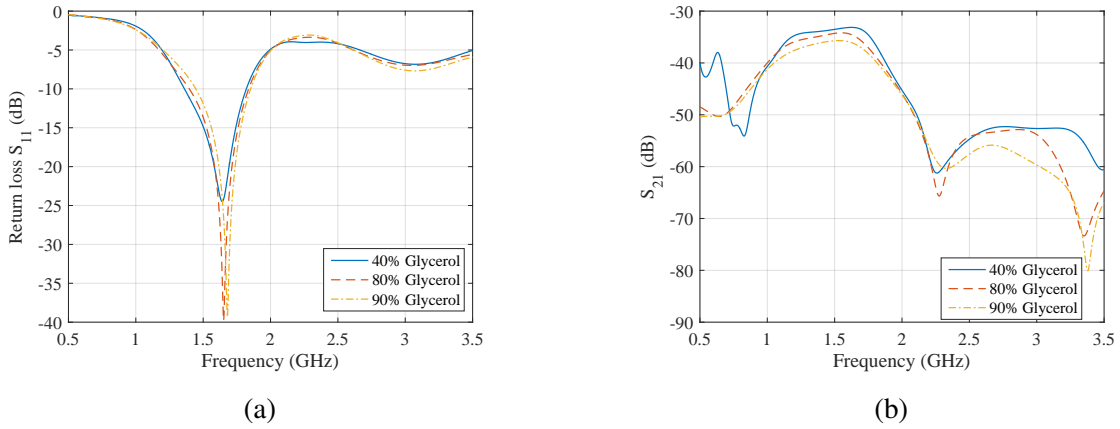 0
-5
-10
-15
-20
-25
-30
-35
-40
Return loss S11 (dB)
0.5 1 1.5 2 2.5 3 3.5
Frequency (GHz)
40% Glycerol
80% Glycerol
90% Glycerol
(a)
-30
-40
-50
-60
-70
-80
-90
S21 (dB)
0.5 1 1.5 2 2.5 3 3.5
Frequency (GHz)
40% Glycerol
80% Glycerol
90% Glycerol
(b)